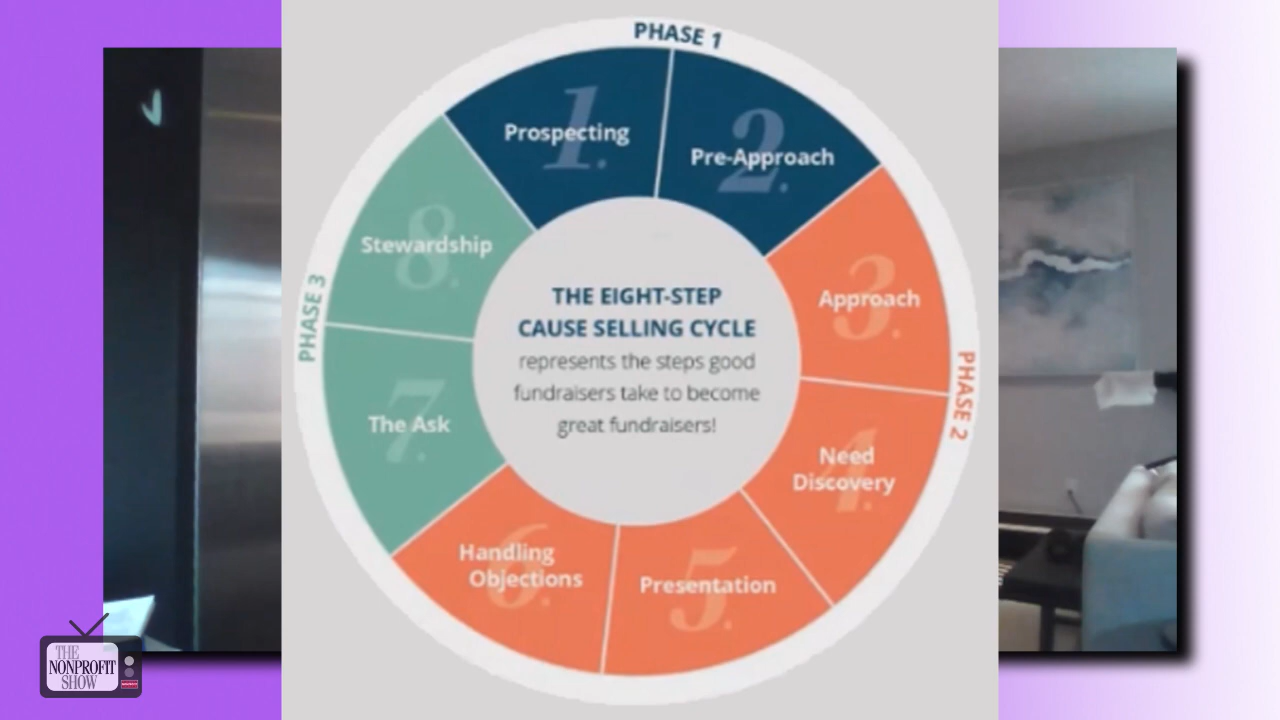 PHASE 1
1.
Prospecting
2.
Pre-Approach
3.
Approach
PHASE 2
4.
Need
Discovery
5.
Presentation
6.
Handling
Objections
7.
The Ask
PHASE 3
8.
Stewardship
THE EIGHT-STEP
CAUSE SELLING CYCLE
represents the steps good
fundraisers take to become
great fundraisers!
THE
NONPROFIT
SHOW